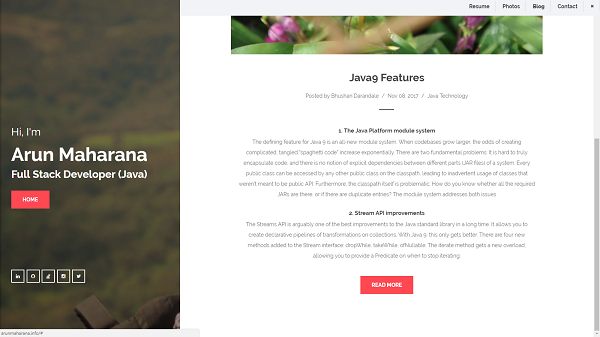 Resume Photos Blog Contact
Java9 Features
Posted by Bhushan Darandale / Nov 08, 2017 / Java Technology
1. The Java Platform module system
The defining feature for Java 9 is an all-new module system. When codebases grow larger, the odds of creating
complicated, tangled "spaghetti code" increase exponentially. There are two fundamental problems: It is hard to truly
encapsulate code, and there is no notion of explicit dependencies between different parts (JAR files) of a system. Every
public class can be accessed by any other public class on the classpath, leading to inadvertent usage of classes that
weren't meant to be public API. Furthermore, the classpath itself is problematic: How do you know whether all the required
JARs are there, or if there are duplicate entries? The module system addresses both issues
2. Stream API improvements
The Streams API is arguably one of the best improvements to the Java standard library in a long time. It allows you to
create declarative pipelines of transformations on collections. With Java 9, this only gets better. There are four new
methods added to the Stream interface: dropWhile, takeWhile, ofNullable. The iterate method gets a new overload,
allowing you to provide a Predicate on when to stop iterating
READ MORE
Hi, I'm
Arun Maharana
Full Stack Developer (Java)
HOME
arunmaharana.info/#